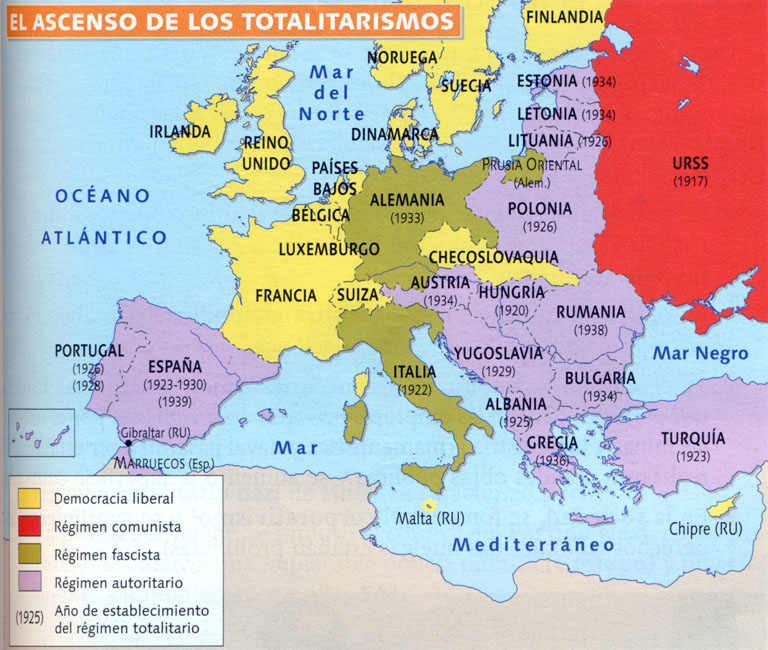 EL ASCENSO DE LOS TOTALITARISMOS
FINLANDIA
NORUEGA
SUECIA
Mar
del
Norte
ESTONIA (1934)
LETONIA (1934)
LITUANIA (1926)
DINAMARCA
IRLANDA
REINO
UNIDO
PRUSIA ORIENTAL
(Alem.)
URSS
(1917)
PAÍSES
BAJOS
ALEMANIA
(1933)
POLONIA
(1926)
OCÉANO
ATLÁNTICO
BÉLGICA
LUXEMBURGO
CHECOSLOVAQUIA
FRANCIA
SUIZA
AUSTRIA
(1934)
HUNGRÍA
(1920)
RUMANIA
(1938)
PORTUGAL
(1926)
(1928)
ESPAÑA
(1923-1930)
(1939)
ITALIA
(1922)
YUGOSLAVIA
(1929)
Mar Negro
BULGARIA
(1934)
ALBANIA
(1925)
GRECIA
(1936)
TURQUÍA
(1923)
Gibraltar (RU)
MARRUECOS (Esp.)
Mar
Mediterráneo
Malta (RU)
Chipre (RU)
Democracia liberal
Régimen comunista
Régimen fascista
Régimen autoritario
(1925) Año de establecimiento
del régimen totalitario